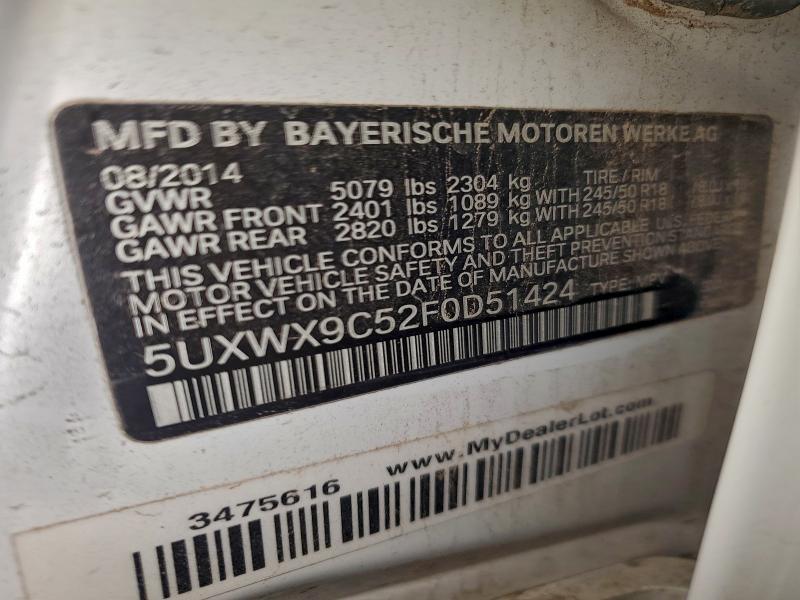 MFD BY BAYERISCHE MOTOREN WERKE AG
08/2014 TIRE / RIM
GVWR 5079 lbs 2304 kg
GAWR FRONT 2401 lbs 1089 kg WITH 245/50 R18
GAWR REAR 2820 lbs 1279 kg WITH 245/50 R18
THIS VEHICLE CONFORMS TO ALL APPLICABLE U.S. FEDERAL
MOTOR VEHICLE SAFETY AND THEFT PREVENTION
IN EFFECT ON THE DATE OF MANUFACTURE SHOWN
5UXWX9C52F0D51424 TYPE: MPV
www.MyDealerLot.com
3475616